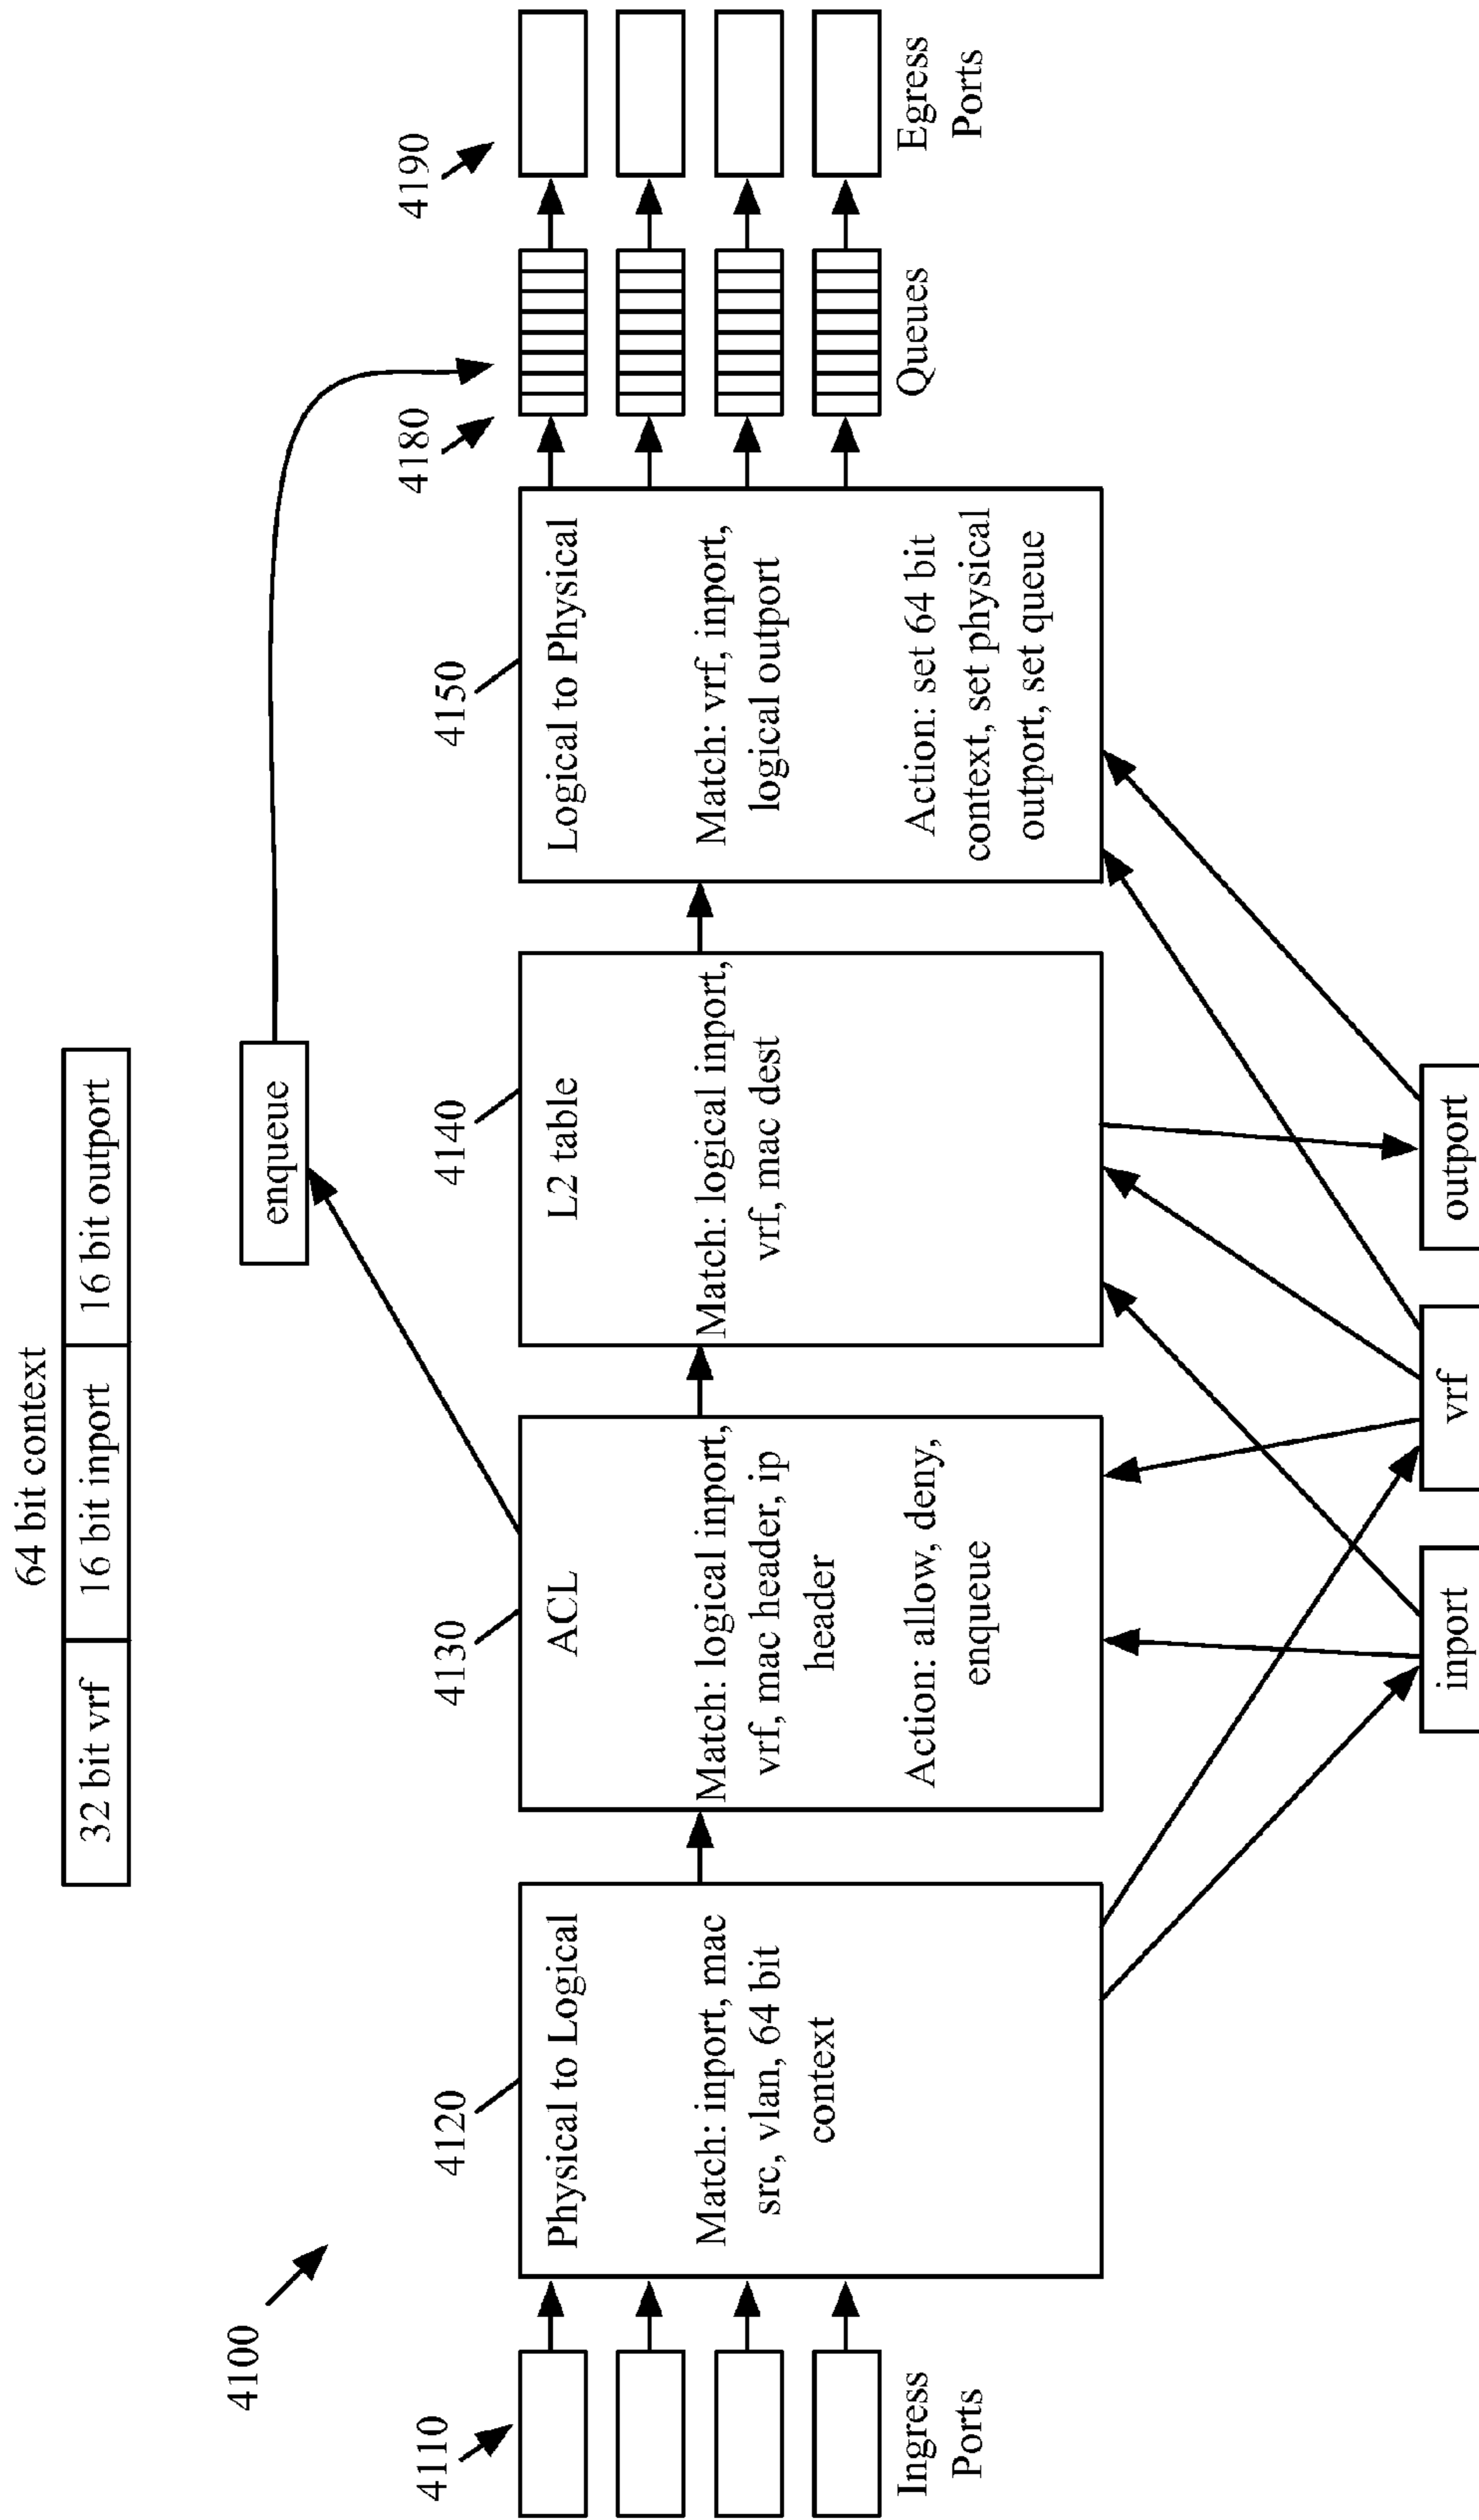 64 bit context
32 bit vrf
16 bit inport
16 bit outport
4100
enqueue
4110
4120
4130
4140
4150
4180
4190
Ingress
Ports
Physical to Logical
Match: inport, mac
src, vlan, 64 bit
context
ACL
Match: logical inport,
vrf, mac header, ip
header
Action: allow, deny,
enqueue
L2 table
Match: logical inport,
vrf, mac dest
Logical to Physical
Match: vrf, inport,
logical outport
Action: set 64 bit
context, set physical
outport, set queue
Queues
Egress
Ports
inport
vrf
outport